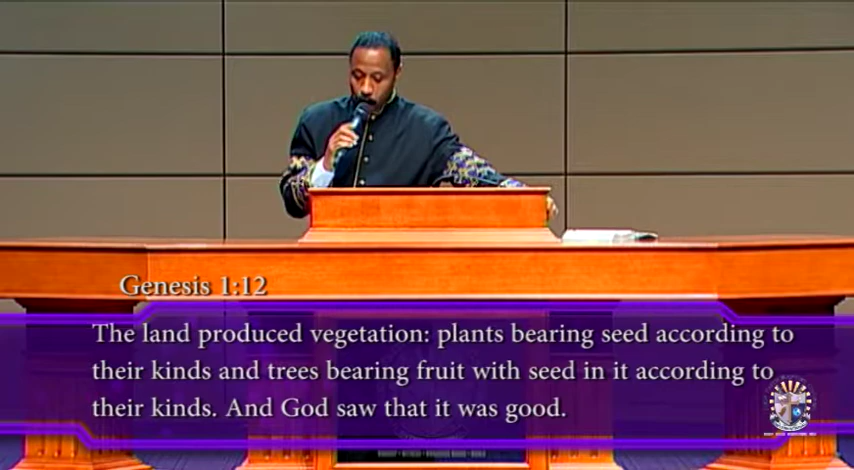 Genesis 1:12
The land produced vegetation: plants bearing seed according to
their kinds and trees bearing fruit with seed in it according to
their kinds. And God saw that it was good.